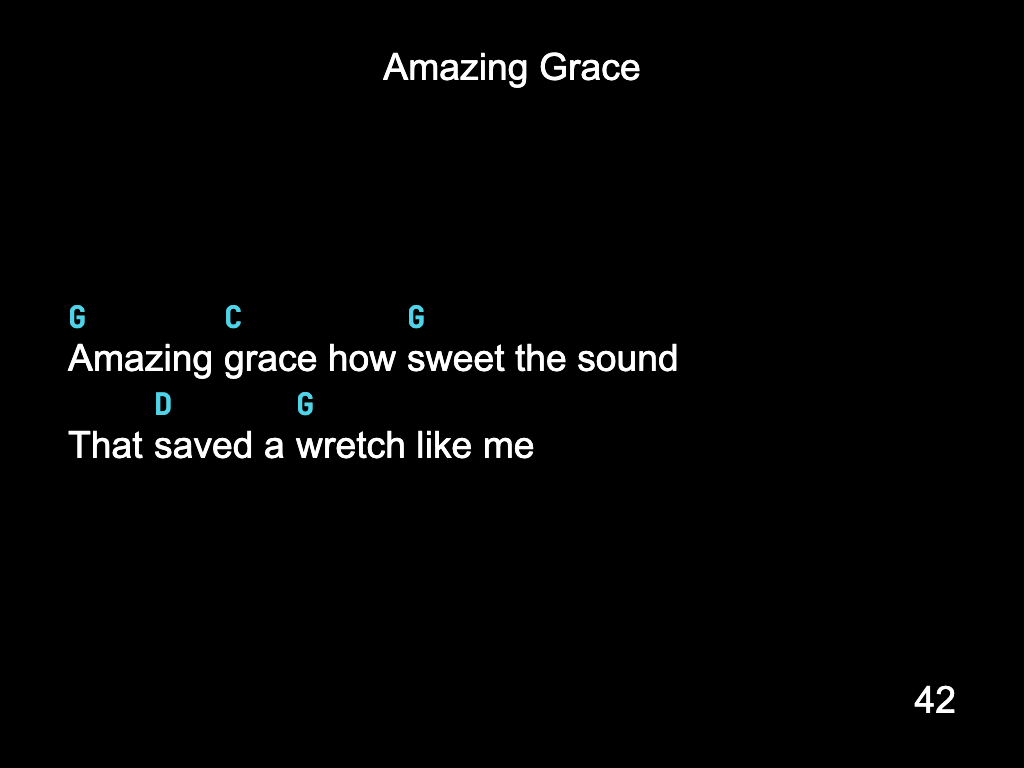 Amazing Grace
G C G
Amazing grace how sweet the sound
D G
That saved a wretch like me
42